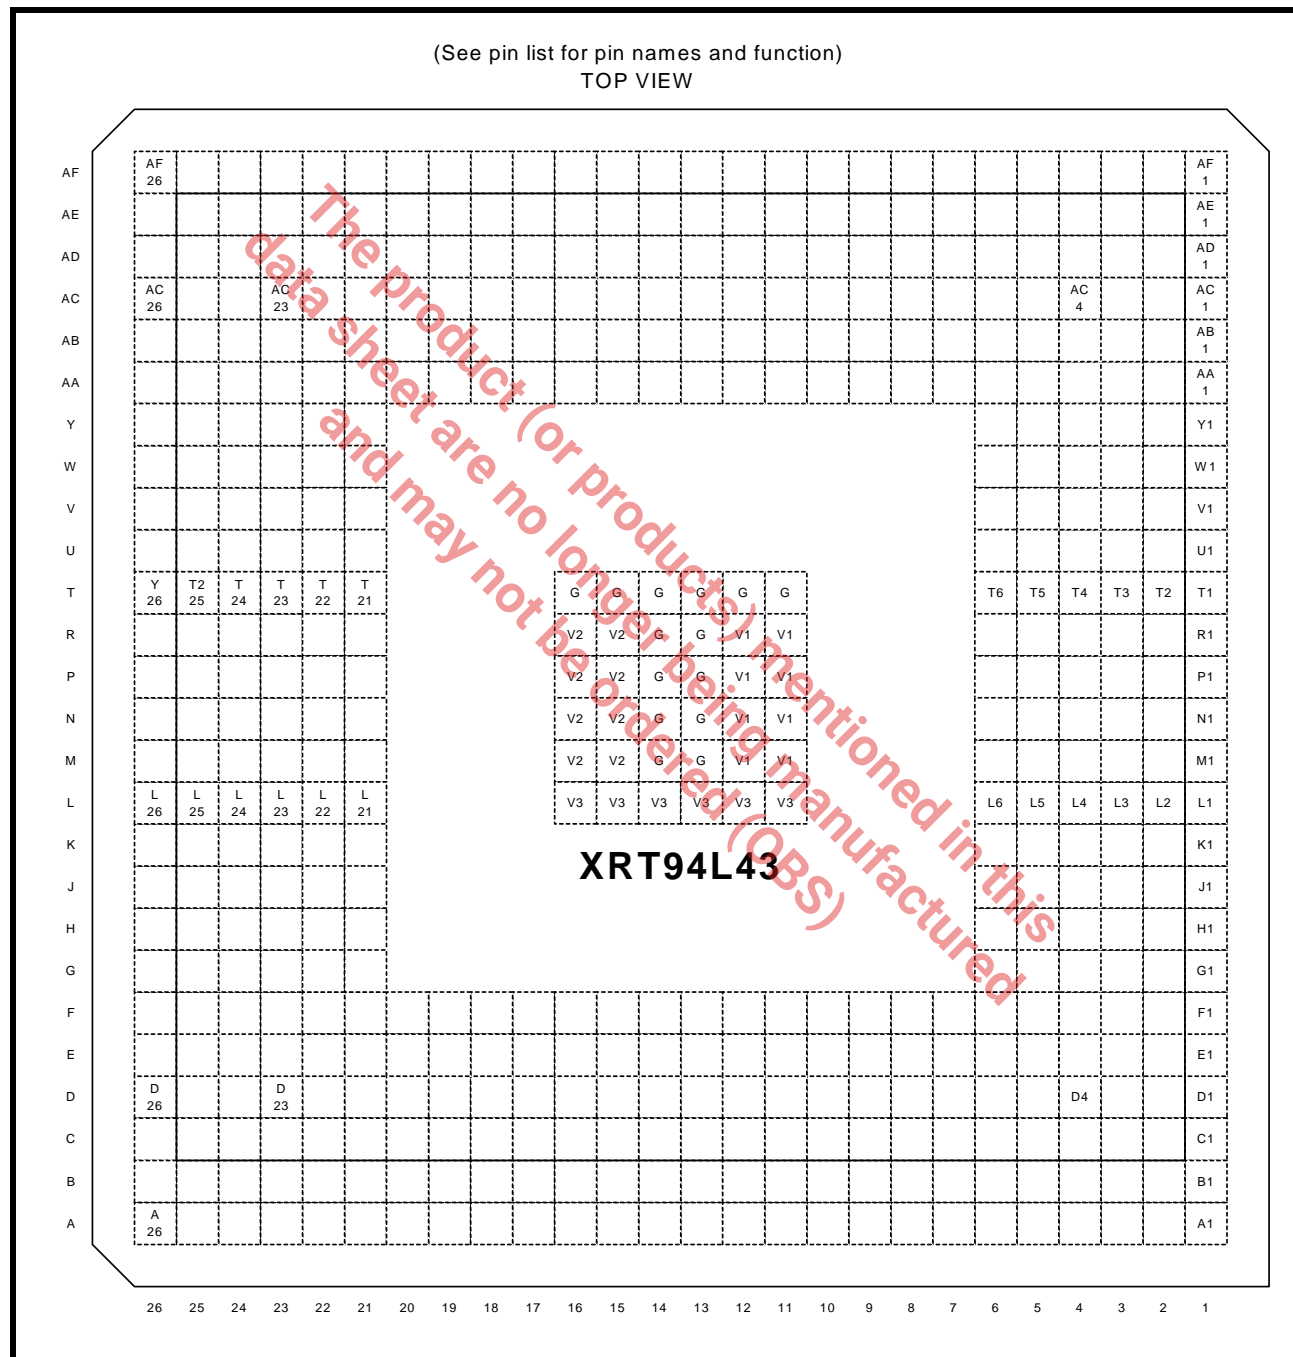 (See pin list for pin names and function)
TOP VIEW
AF AF 26 AF 1
AE AE 1
AD AD 1
AC AC 26 AC 23 AC 4 AC 1
AB AB 1
AA AA 1
Y Y1
W W1
V V1
U U1
T Y 26 T2 25 T 24 T 23 T 22 T 21 G G G G G G T6 T5 T4 T3 T2 T1
R V2 V2 G G V1 V1 R1
P V2 V2 G G V1 V1 P1
N V2 V2 G G V1 V1 N1
M V2 V2 G G V1 V1 M1
L L 26 L 25 L 24 L 23 L 22 L 21 V3 V3 V3 V3 V3 V3 L6 L5 L4 L3 L2 L1
K K1
XRT94L43
J J1
H H1
G G1
F F1
E E1
D D 26 D 23 D4 D1
C C1
B B1
A A 26 A1
26 25 24 23 22 21 20 19 18 17 16 15 14 13 12 11 10 9 8 7 6 5 4 3 2 1
The product (or products) mentioned in this
data sheet are no longer being manufactured
and may not be ordered (OBS)